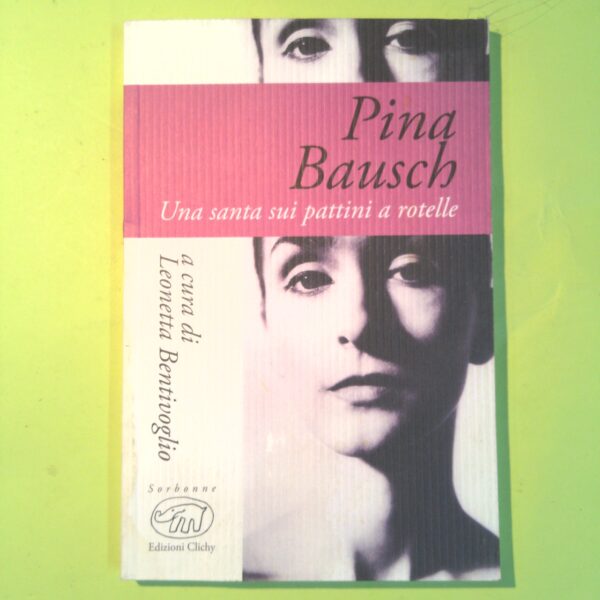 Pina
Bausch
Una santa sui pattini a rotelle
a cura di
Leonetta Bentivoglio
Sorbonne
Edizioni Clichy